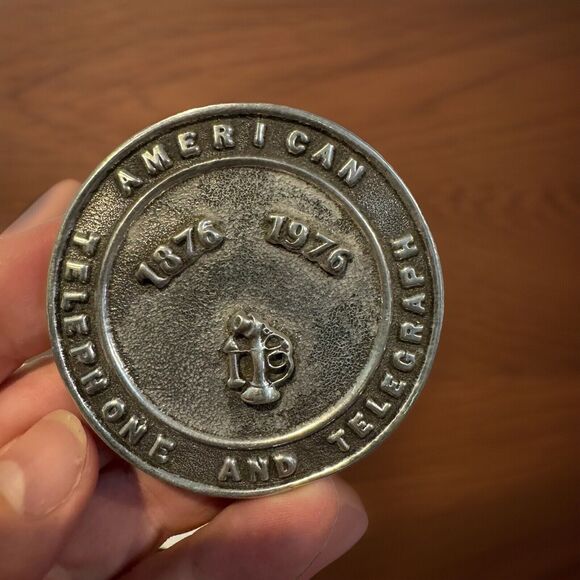 AMERICAN
TELEPHONE AND TELEGRAPH
1876 1976